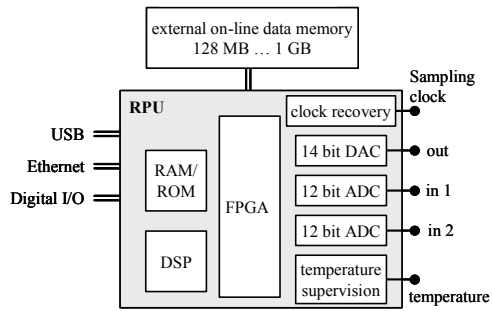 external on-line data memory
128 MB … 1 GB
Sampling
clock
RPU
clock recovery
USB
14 bit DAC
out
Ethernet
RAM/
ROM
FPGA
12 bit ADC
in 1
Digital I/O
12 bit ADC
in 2
DSP
temperature
supervision
temperature